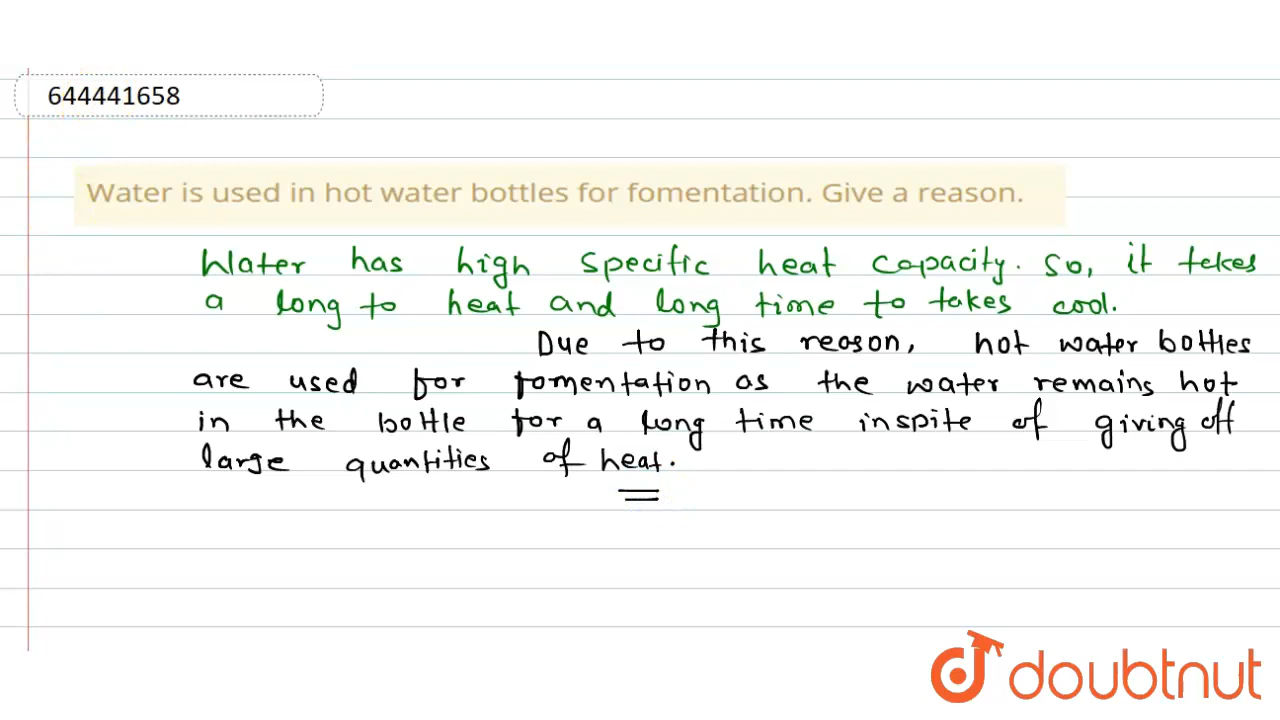 644441658
Water is used in hot water bottles for fomentation. Give a reason.
Water has high specific heat capacity. So, it takes
a long to heat and long time to takes cool.
Due to this reason, hot water bottles
are used for fomentation as the water remains hot
in the bottle for a long time inspite of giving off
large quantities of heat.
doubtnut